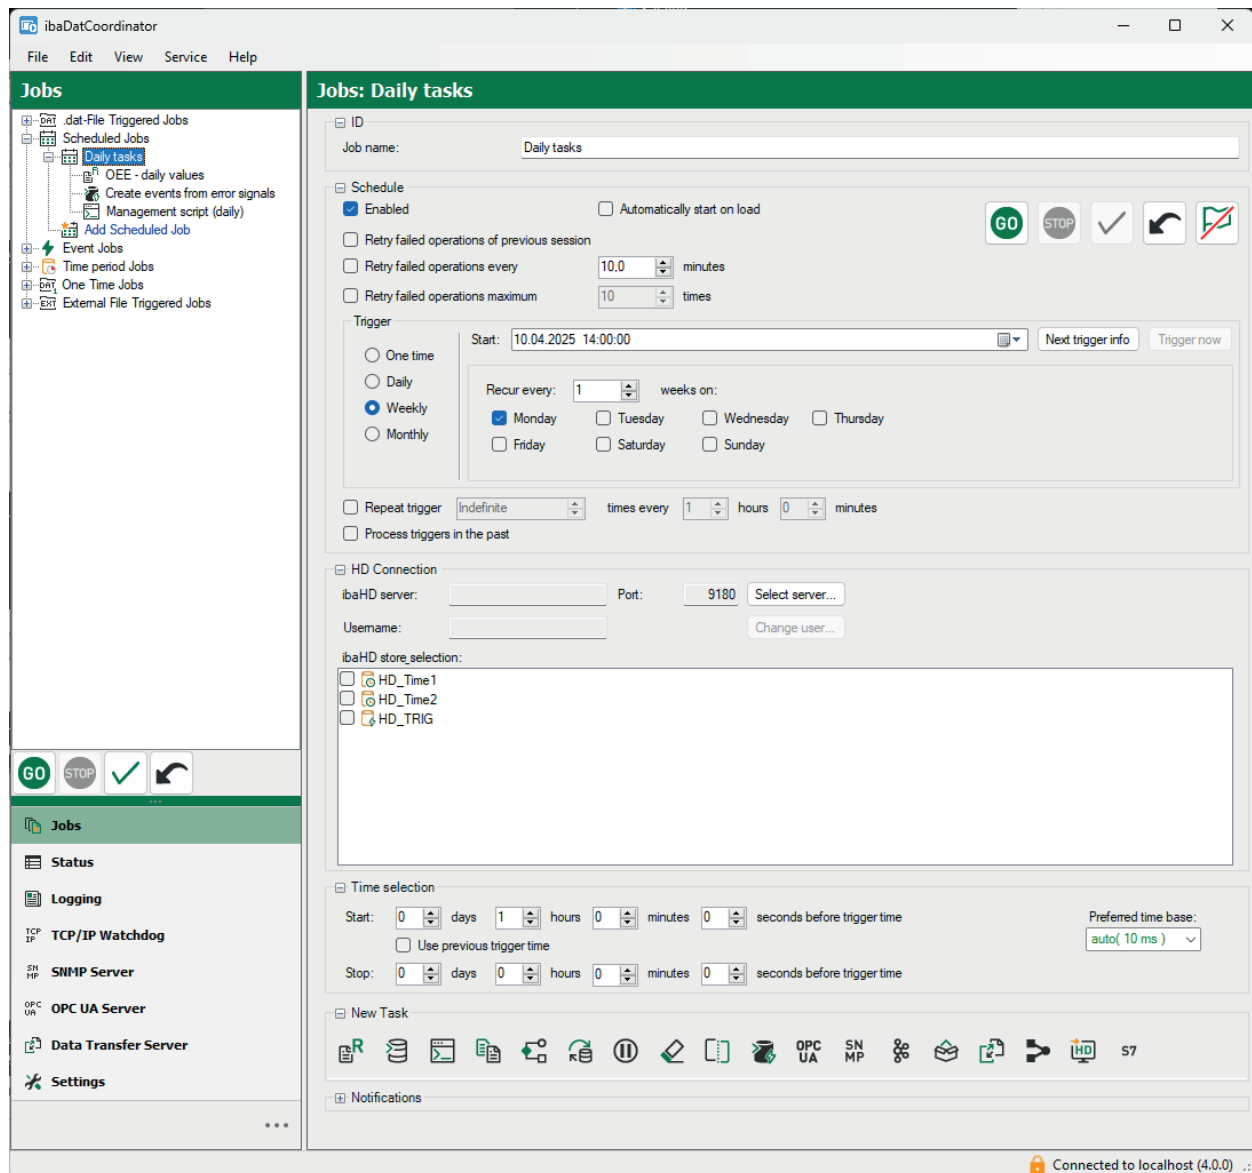 ibaDatCoordinator
File Edit View Service Help
Jobs
.dat-File Triggered Jobs
Scheduled Jobs
Daily tasks
OEE - daily values
Create events from error signals
Management script (daily)
Add Scheduled Job
Event Jobs
Time period Jobs
One Time Jobs
External File Triggered Jobs
GO STOP
Jobs
Status
Logging
TCP/IP Watchdog
SNMP Server
OPC UA Server
Data Transfer Server
Settings
Jobs: Daily tasks
ID
Job name: Daily tasks
Schedule
Enabled Automatically start on load
GO STOP
Retry failed operations of previous session
Retry failed operations every 10,0 minutes
Retry failed operations maximum 10 times
Trigger
Start: 10.04.2025 14:00:00 Next trigger info Trigger now
One time
Daily
Weekly
Monthly
Recur every: 1 weeks on:
Monday Tuesday Wednesday Thursday
Friday Saturday Sunday
Repeat trigger Indefinite times every 1 hours 0 minutes
Process triggers in the past
HD Connection
ibaHD server: Port: 9180 Select server...
Username: Change user...
ibaHD store_selection:
HD_Time1
HD_Time2
HD_TRIG
Time selection
Start: 0 days 1 hours 0 minutes 0 seconds before trigger time
Preferred time base:
auto( 10 ms )
Use previous trigger time
Stop: 0 days 0 hours 0 minutes 0 seconds before trigger time
New Task
R OPC UA SN MP HD S7
Notifications
Connected to localhost (4.0.0)